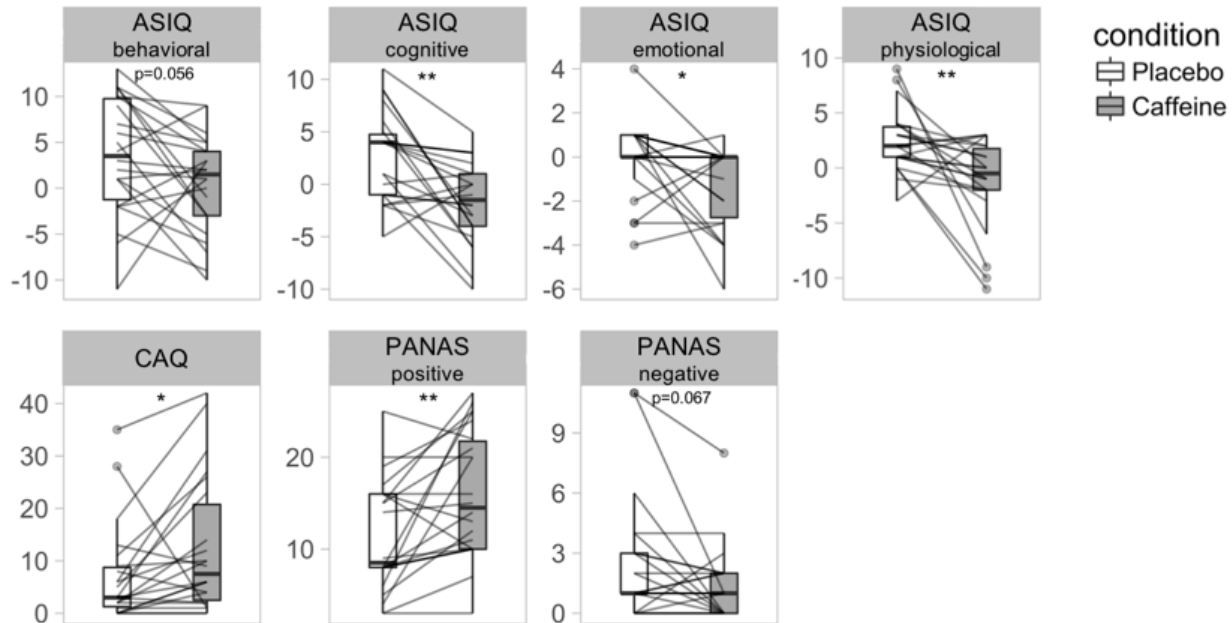 ASIQ
behavioral
p=0.056
10
5
0
-5
-10
ASIQ
cognitive
**
10
5
0
-5
-10
ASIQ
emotional
*
4
2
0
-2
-4
-6
ASIQ
physiological
**
10
5
0
-5
-10
condition
Placebo
Caffeine
CAQ
*
40
30
20
10
0
PANAS
positive
**
20
10
PANAS
negative
p=0.067
9
6
3
0